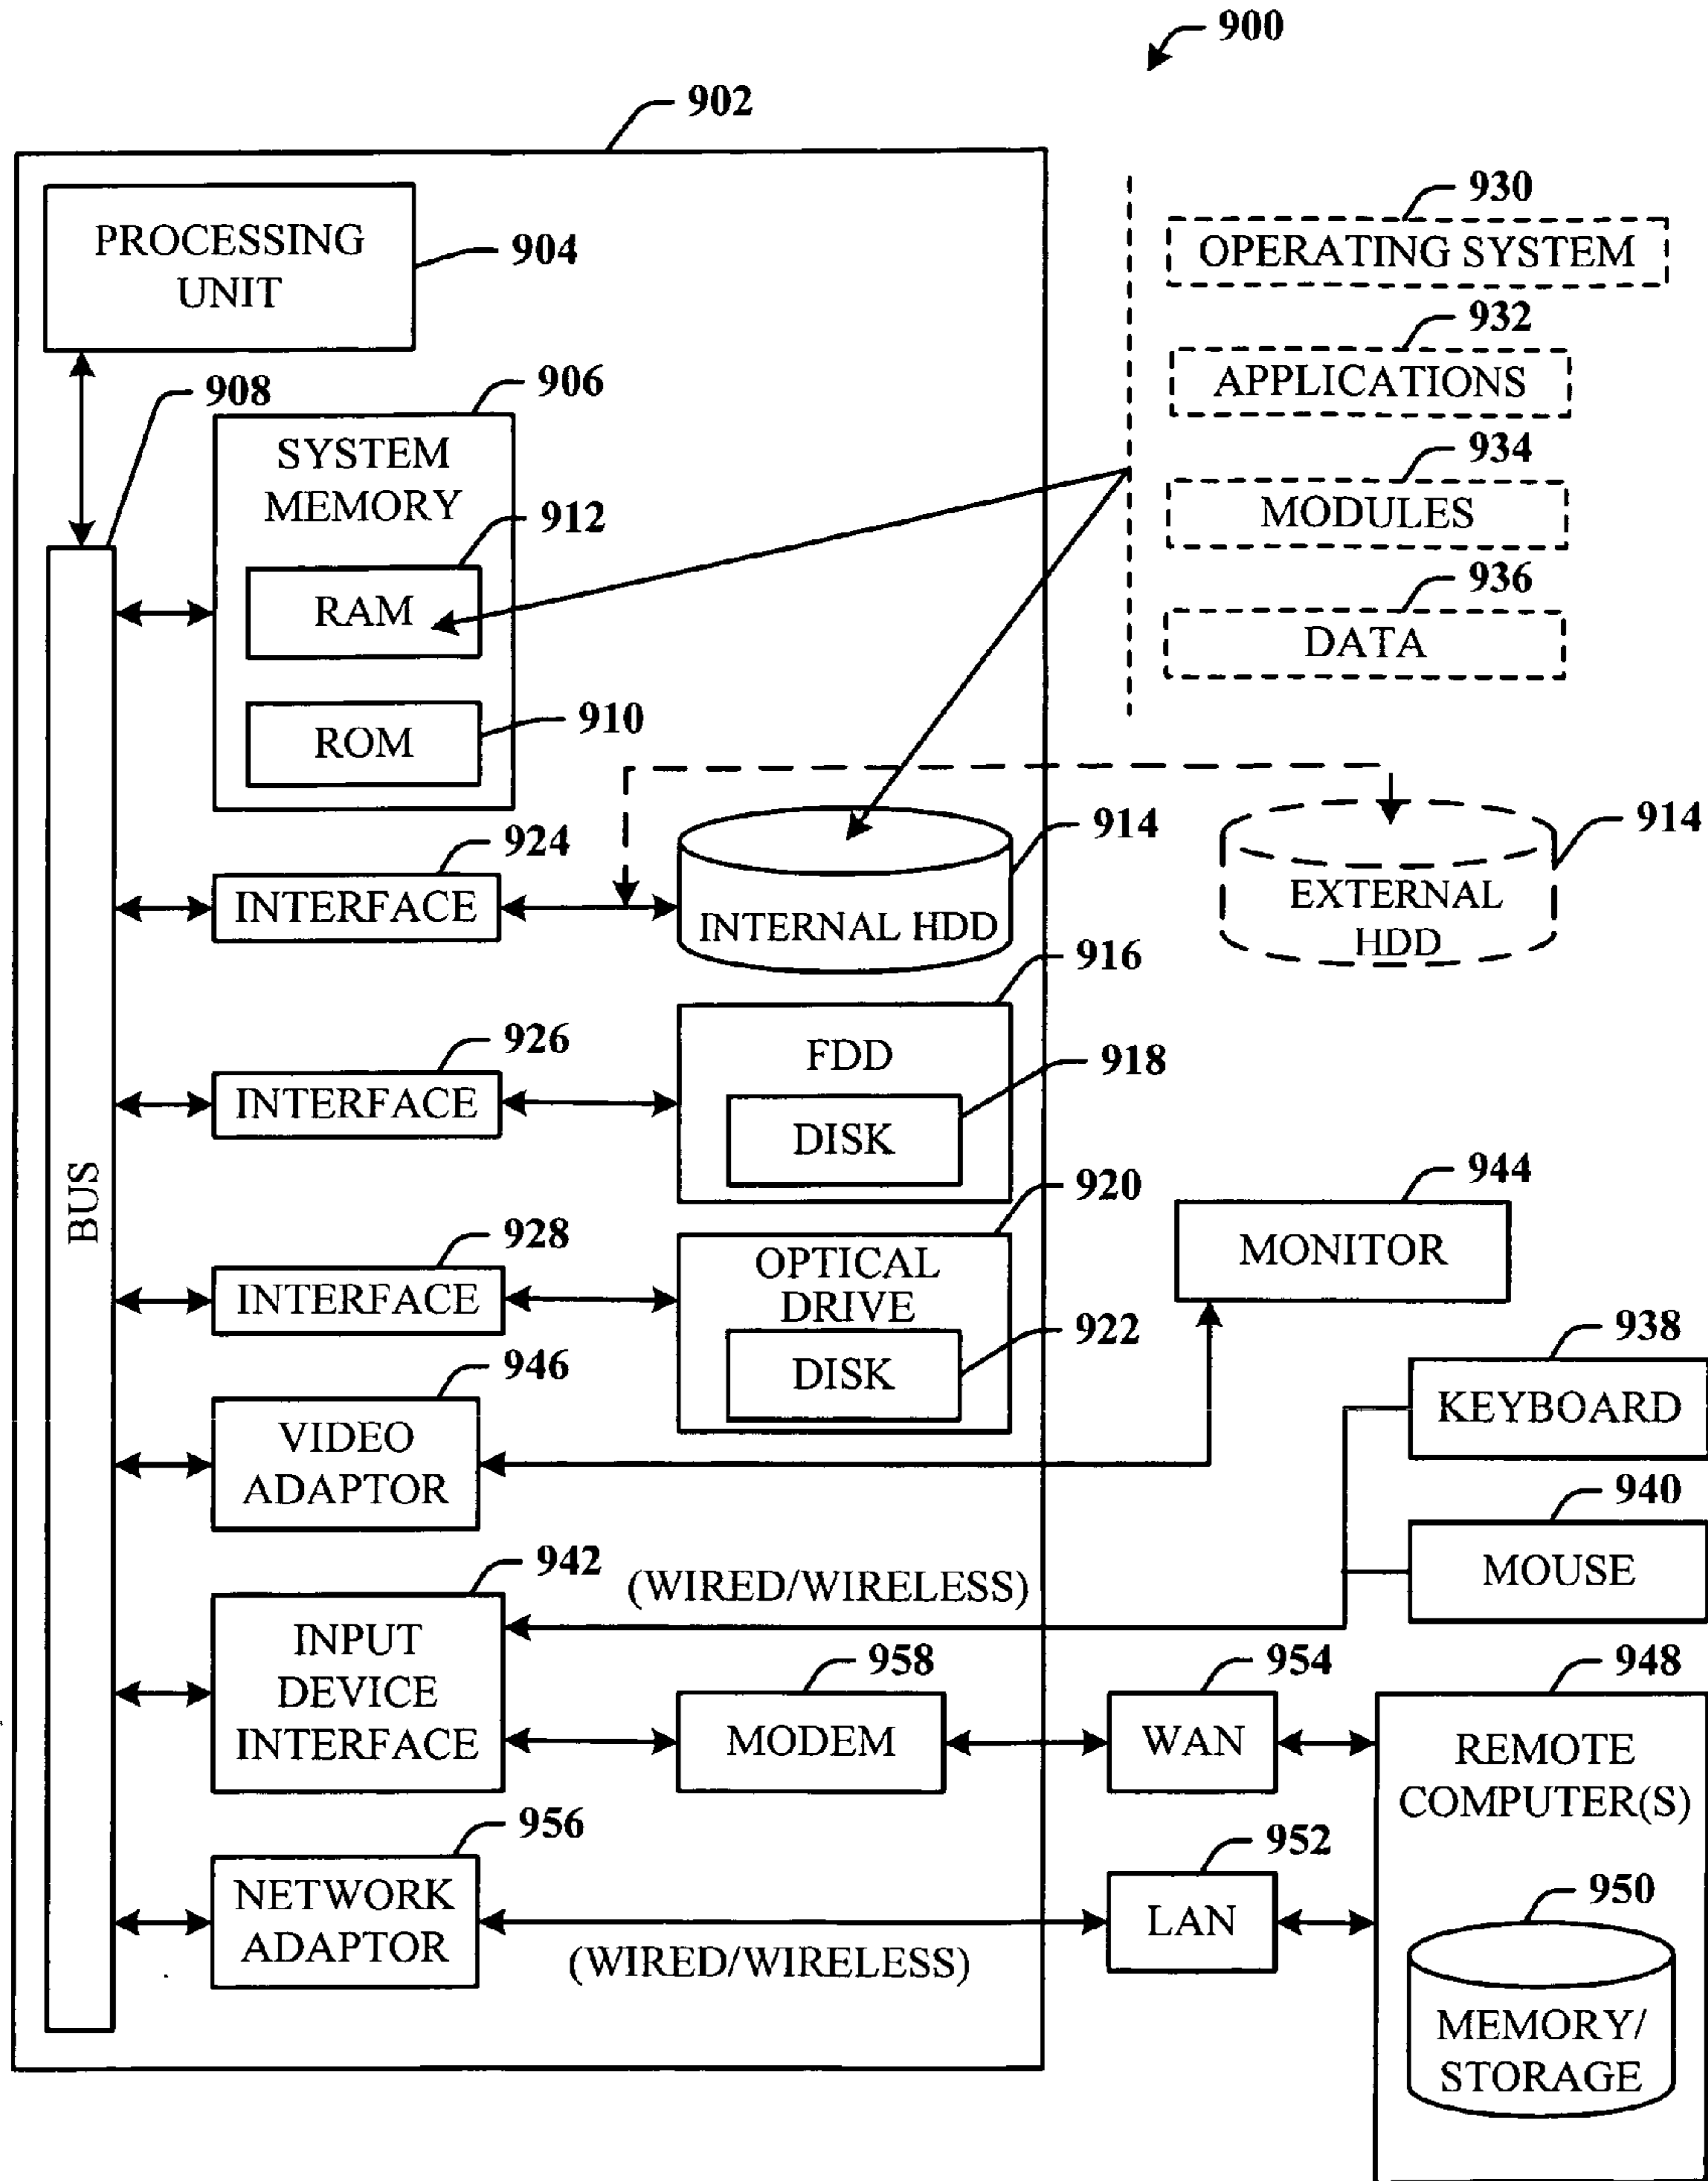 900
902
PROCESSING
UNIT
904
930
OPERATING SYSTEM
932
APPLICATIONS
934
MODULES
936
DATA
908
906
SYSTEM
MEMORY
912
RAM
910
ROM
BUS
924
INTERFACE
914
INTERNAL HDD
914
EXTERNAL
HDD
926
INTERFACE
916
FDD
918
DISK
928
INTERFACE
920
OPTICAL
DRIVE
922
DISK
944
MONITOR
946
VIDEO
ADAPTOR
938
KEYBOARD
940
MOUSE
942
INPUT
DEVICE
INTERFACE
(WIRED/WIRELESS)
958
MODEM
954
WAN
948
REMOTE
COMPUTER(S)
956
NETWORK
ADAPTOR
(WIRED/WIRELESS)
952
LAN
950
MEMORY/
STORAGE